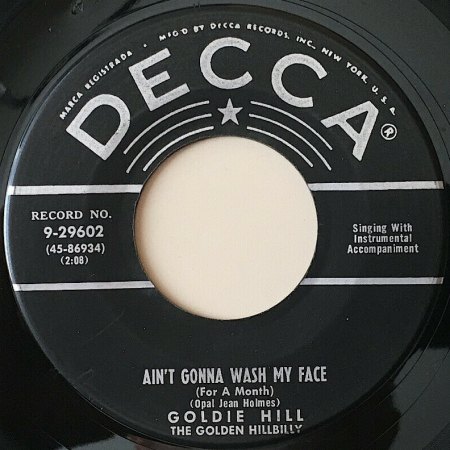 MARCA REGISTRADA • MF'G BY DECCA RECORDS, INC., NEW YORK, U.S.A.
DECCA®
RECORD NO.
9-29602
(45-86934)
(2:08)
Singing With
Instrumental
Accompaniment
AIN'T GONNA WASH MY FACE
(For A Month)
(Opal Jean Holmes)
GOLDIE HILL
THE GOLDEN HILLBILLY